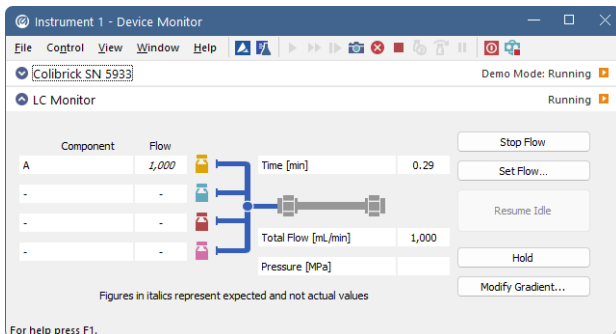 Instrument 1 - Device Monitor
File Control View Window Help
Colibrick SN 5933 Demo Mode: Running
LC Monitor Running
Component Flow
A 1,000
- -
- -
- -
Time [min] 0.29
Total Flow [mL/min] 1,000
Pressure [MPa]
Figures in italics represent expected and not actual values
Stop Flow
Set Flow...
Resume Idle
Hold
Modify Gradient...
For help press F1.